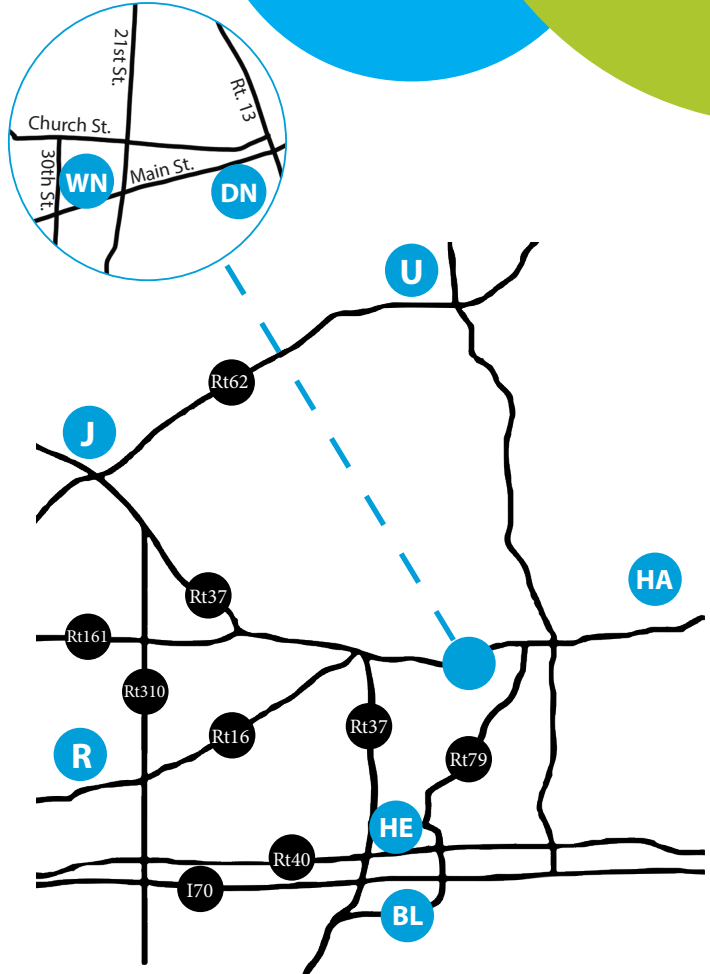 21st St.
Rt. 13
Church St.
30th St.
WN
Main St.
DN
U
Rt62
J
HA
Rt37
Rt161
Rt310
R
Rt16
Rt37
Rt79
HE
Rt40
I70
BL